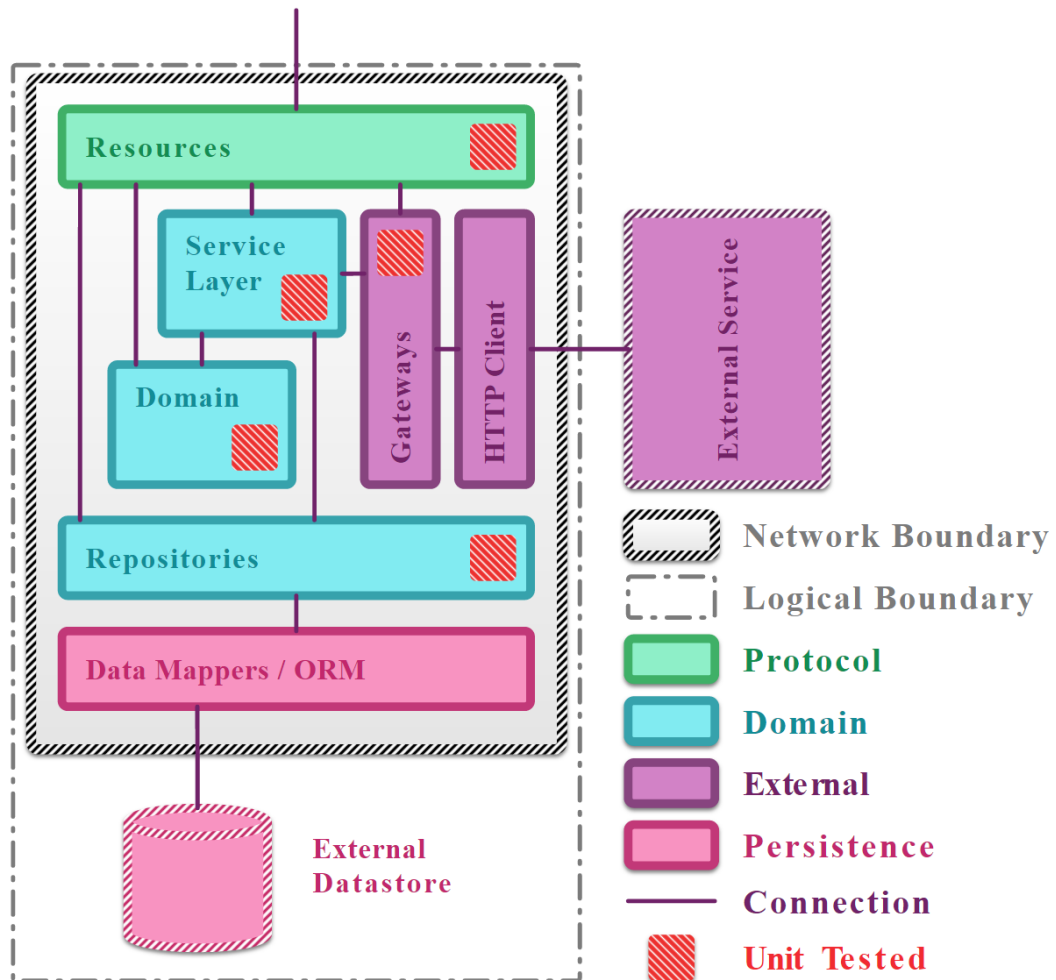 Resources
Service
Layer
Domain
Gateways
HTTP Client
External Service
Repositories
Data Mappers / ORM
External
Datastore
Network Boundary
Logical Boundary
Protocol
Domain
External
Persistence
Connection
Unit Tested